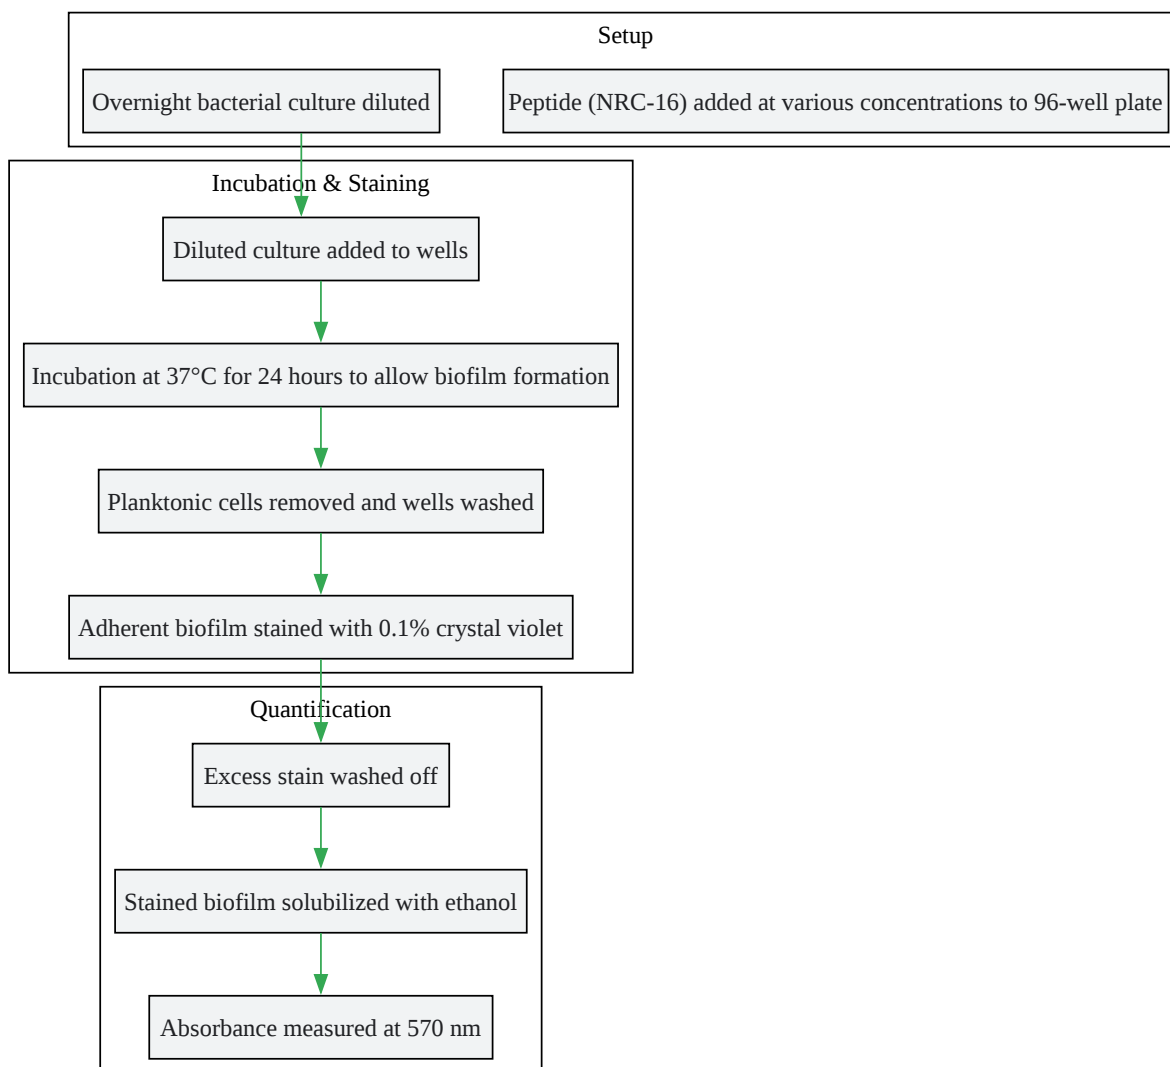 Setup
Overnight bacterial culture diluted
Peptide (NRC-16) added at various concentrations to 96-well plate
Incubation & Staining
Diluted culture added to wells
Incubation at 37°C for 24 hours to allow biofilm formation
Planktonic cells removed and wells washed
Adherent biofilm stained with 0.1% crystal violet
Quantification
Excess stain washed off
Stained biofilm solubilized with ethanol
Absorbance measured at 570 nm